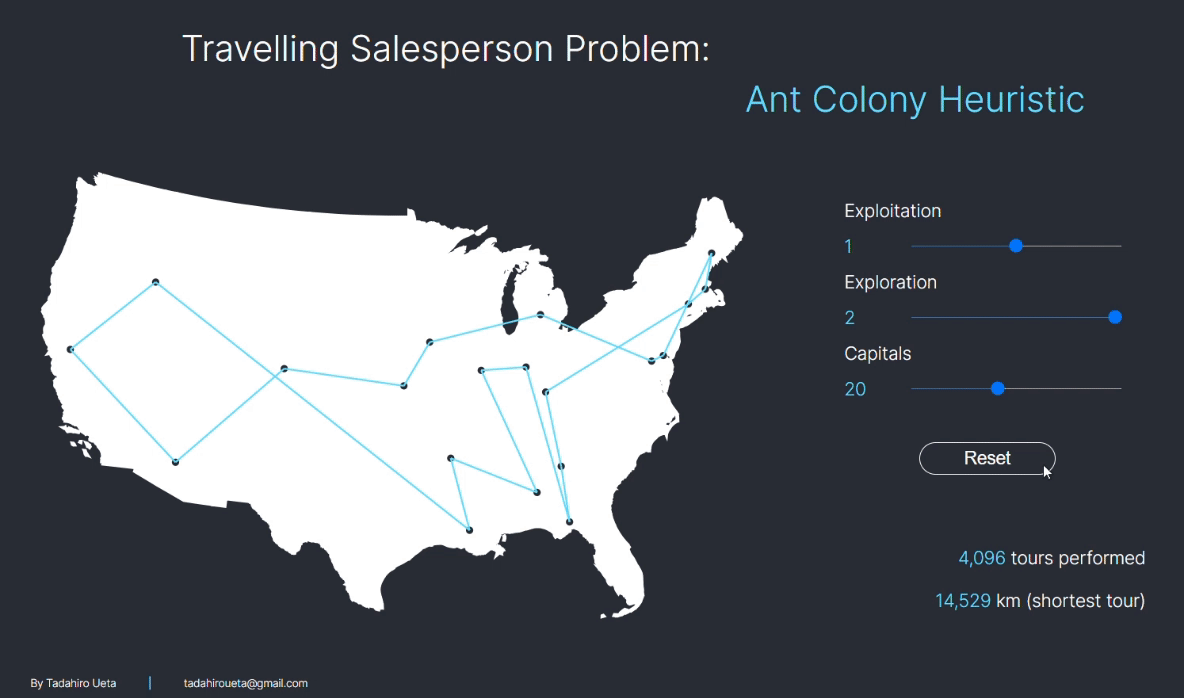 Travelling Salesperson Problem:
Ant Colony Heuristic
Exploitation
1
Exploration
2
Capitals
20
Reset
4,096 tours performed
14,529 km (shortest tour)
By Tadahiro Ueta | tadahiroueta@gmail.com